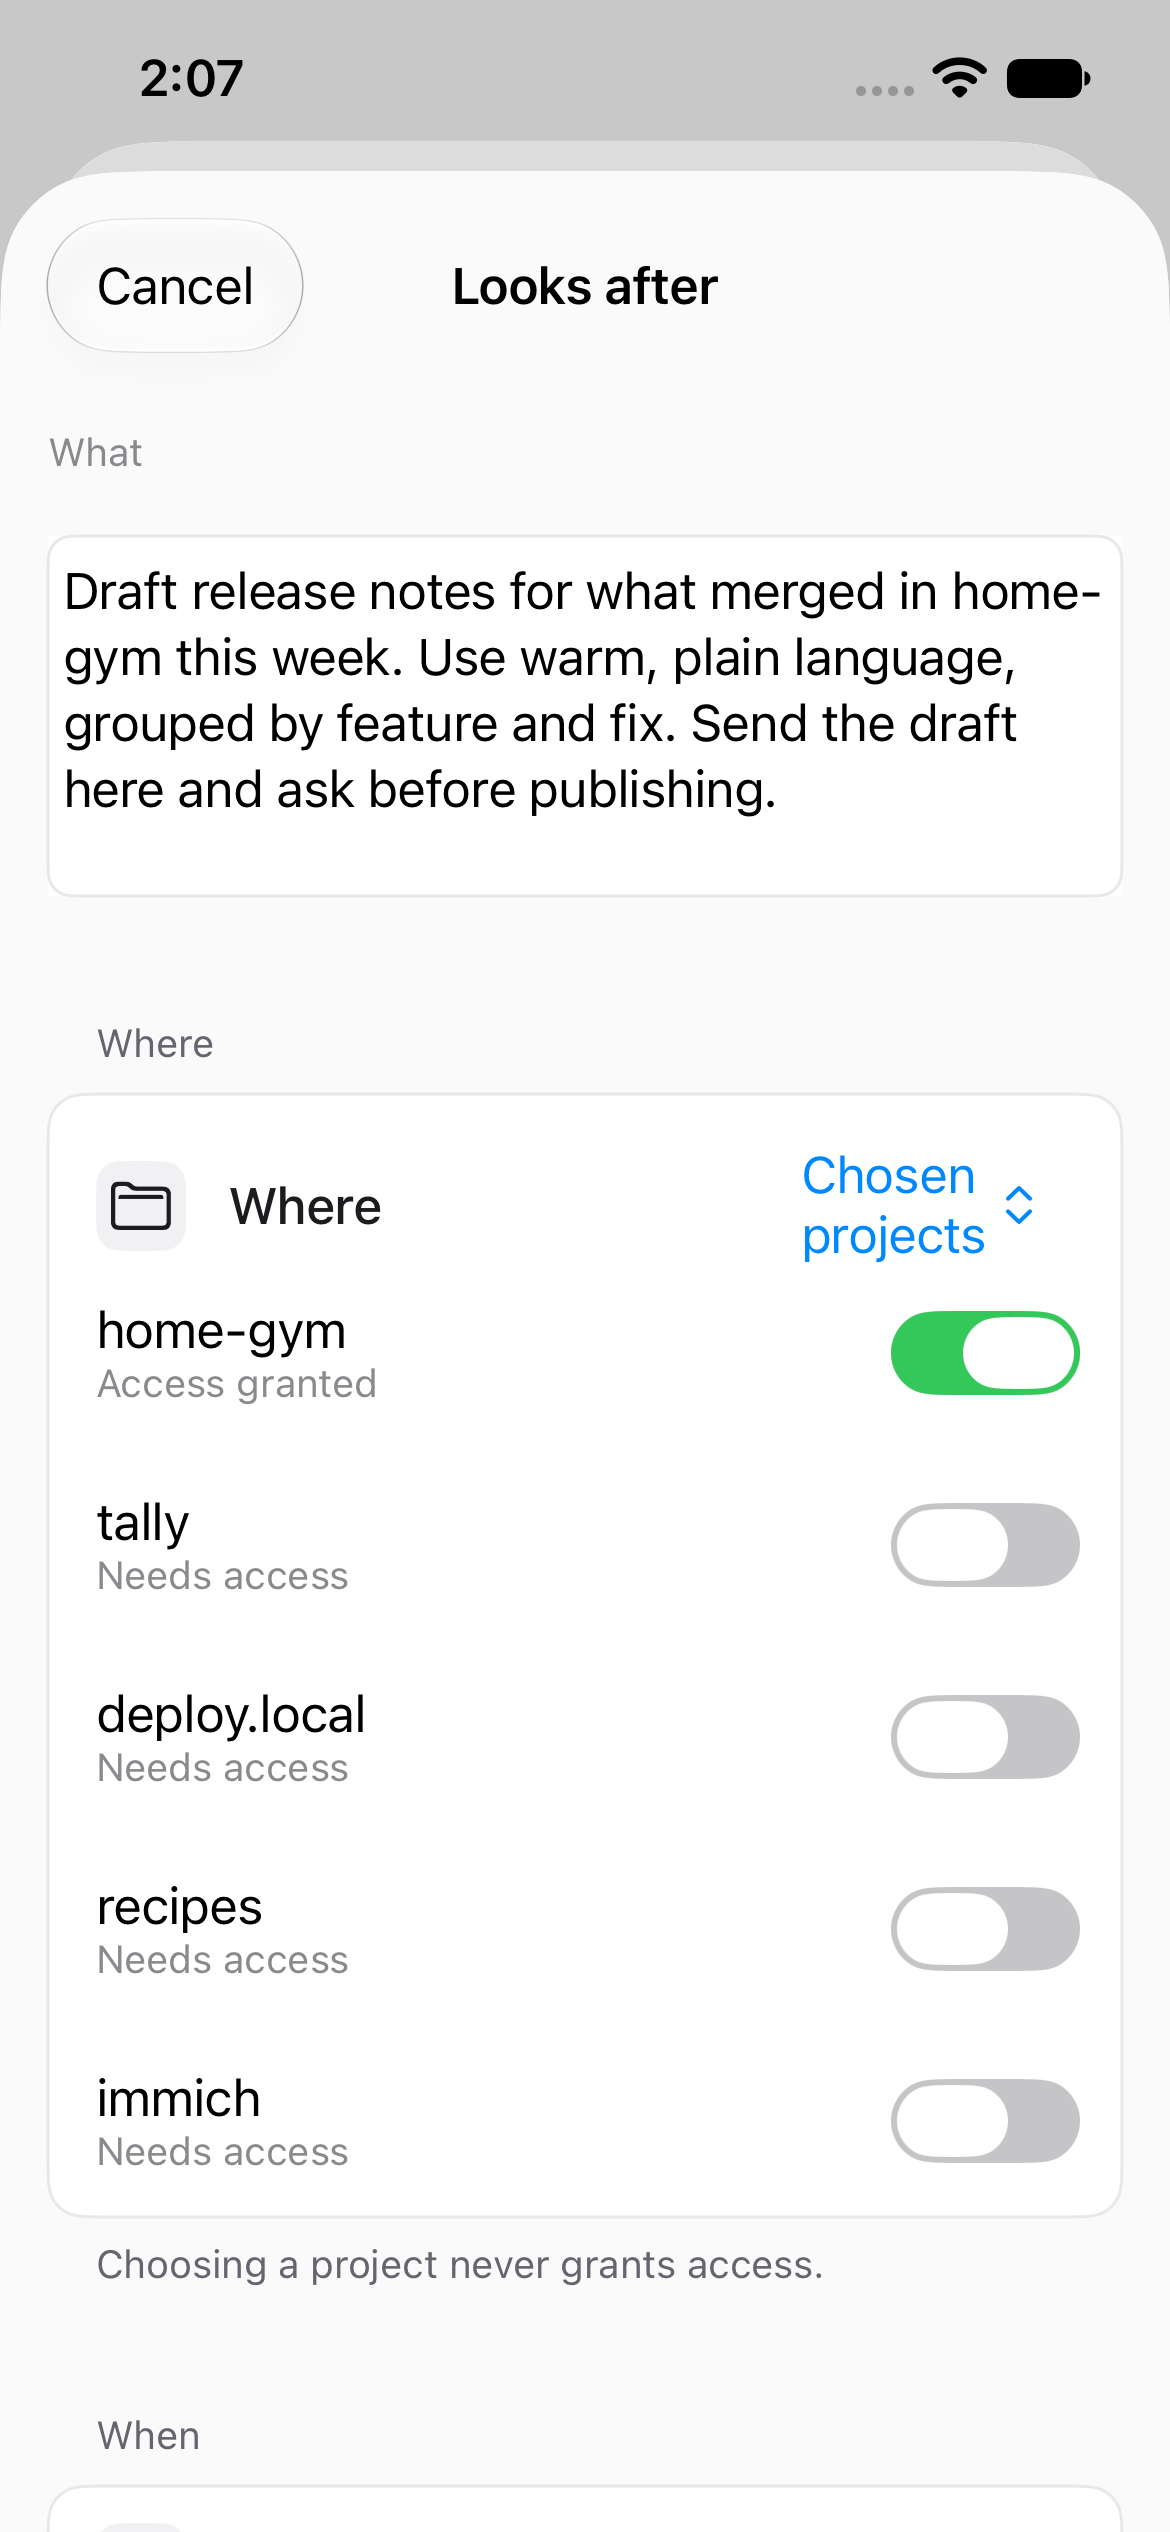 2:07
Cancel
Looks after
What
Draft release notes for what merged in home-
gym this week. Use warm, plain language,
grouped by feature and fix. Send the draft
here and ask before publishing.
Where
Where
Chosen
projects
home-gym
Access granted
tally
Needs access
deploy.local
Needs access
recipes
Needs access
immich
Needs access
Choosing a project never grants access.
When